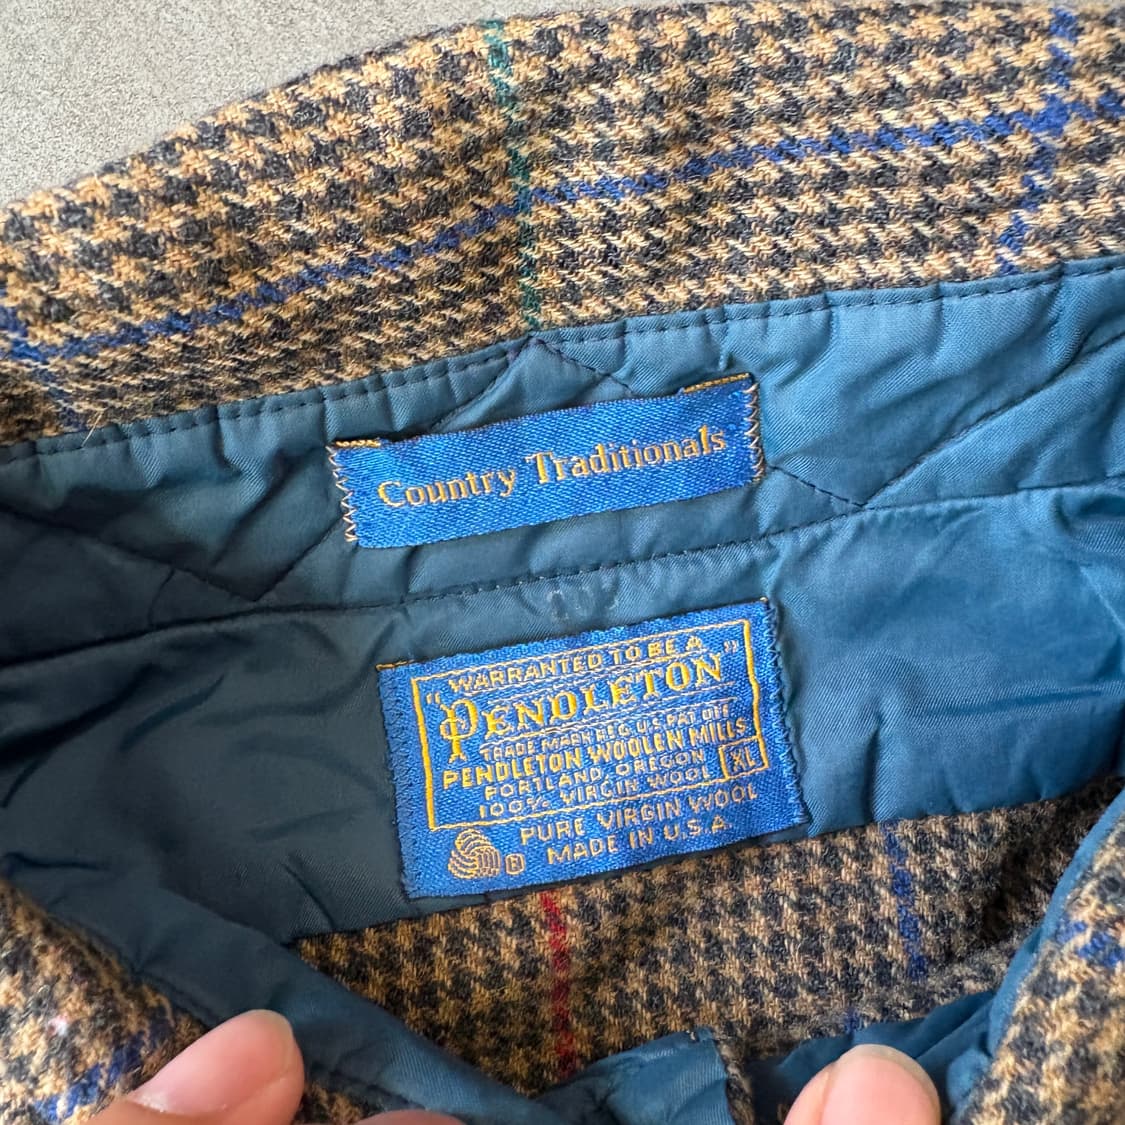 Country Traditionals
"WARRANTED TO BE A
PENDLETON"
TRADE MARK REG. U.S. PAT. OFF.
PENDLETON WOOLEN MILLS
PORTLAND, OREGON
100% VIRGIN WOOL
XL
PURE VIRGIN WOOL
® MADE IN U.S.A.